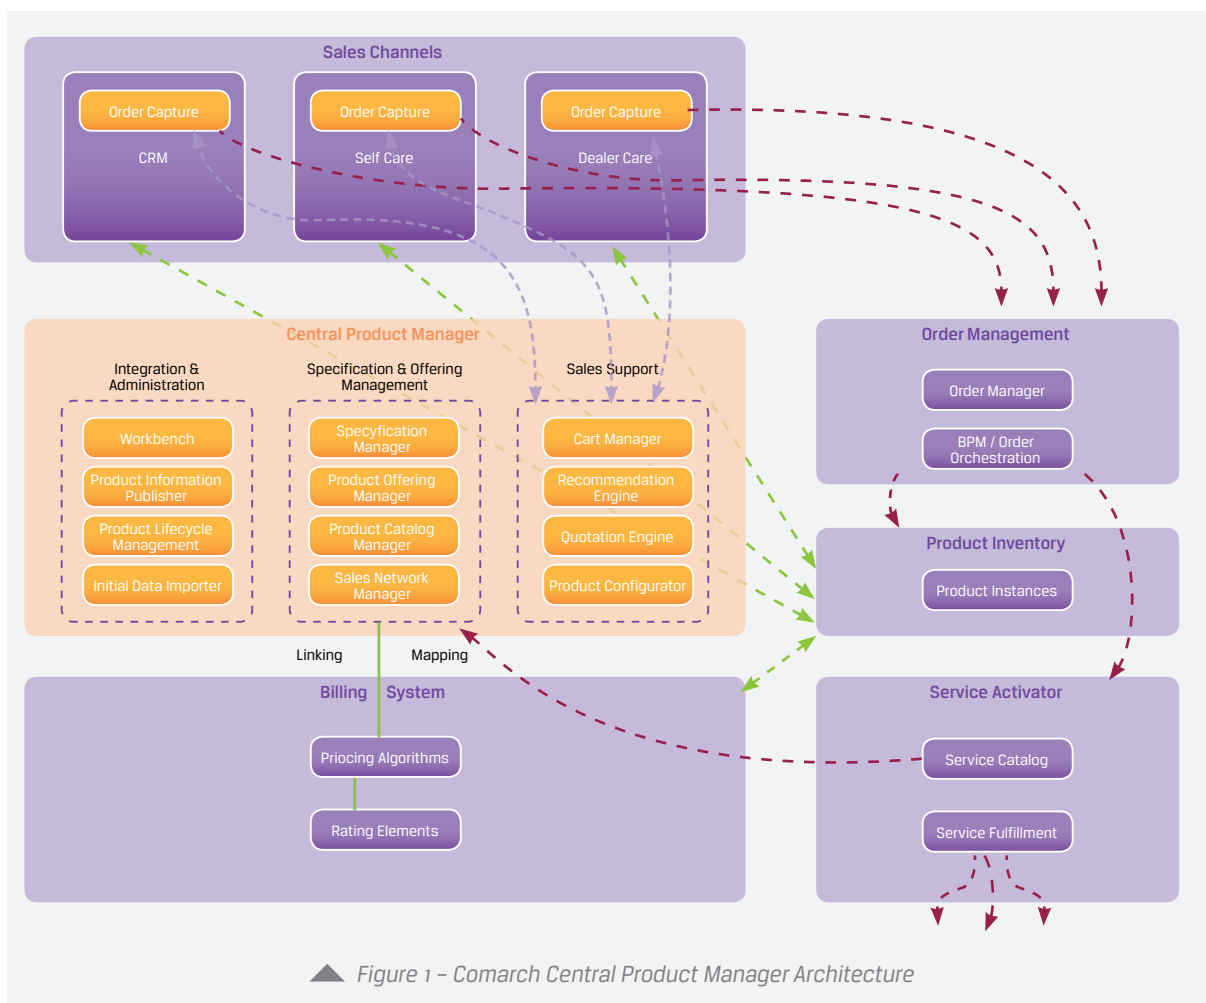 Sales Channels
Order Capture
CRM
Order Capture
Self Care
Order Capture
Dealer Care
Central Product Manager
Integration &
Administration
Workbench
Product Information
Publisher
Product Lifecycle
Management
Initial Data Importer
Specification & Offering
Management
Specyfication
Manager
Product Offering
Manager
Product Catalog
Manager
Sales Network
Manager
Sales Support
Cart Manager
Recommendation
Engine
Quotation Engine
Product Configurator
Order Management
Order Manager
BPM / Order
Orchestration
Product Inventory
Product Instances
Linking
Mapping
Billing System
Priocing Algorithms
Rating Elements
Service Activator
Service Catalog
Service Fulfillment
Figure 1 – Comarch Central Product Manager Architecture